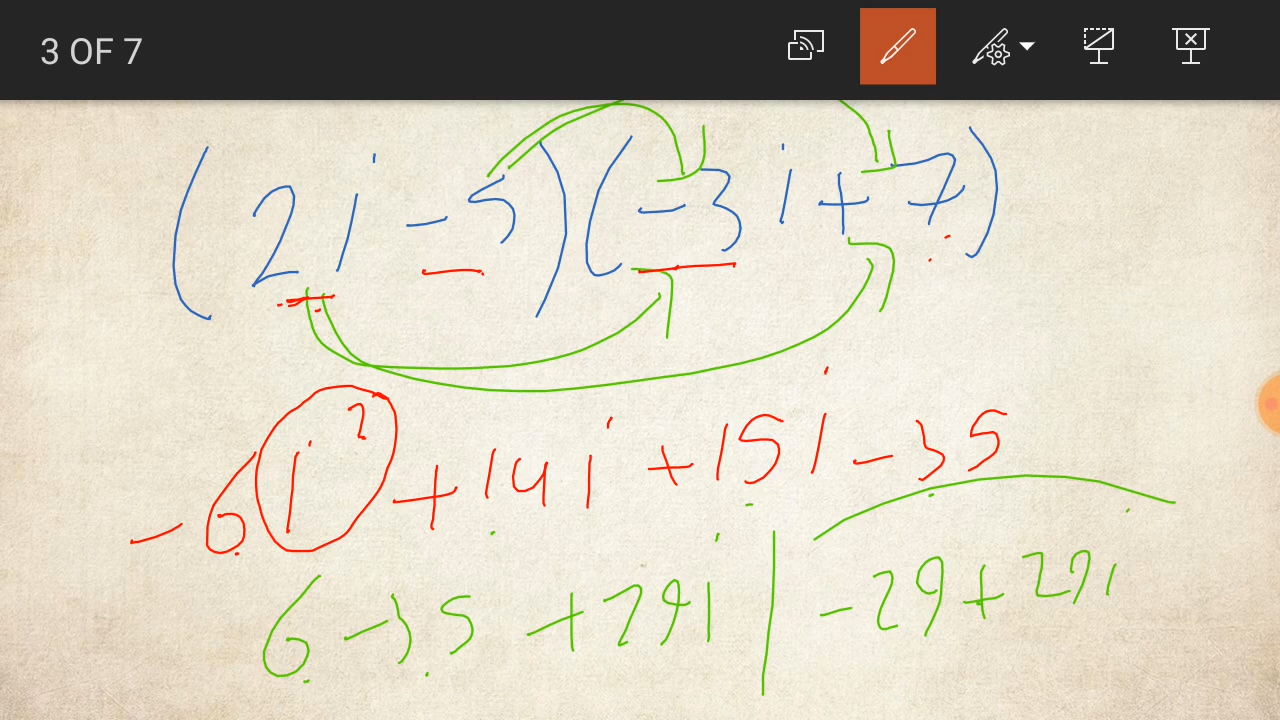 3 OF 7
(2i - 5)(-3i + 7)
-6i² + 14i + 15i - 35
6 - 35 + 29i | -29 + 29i